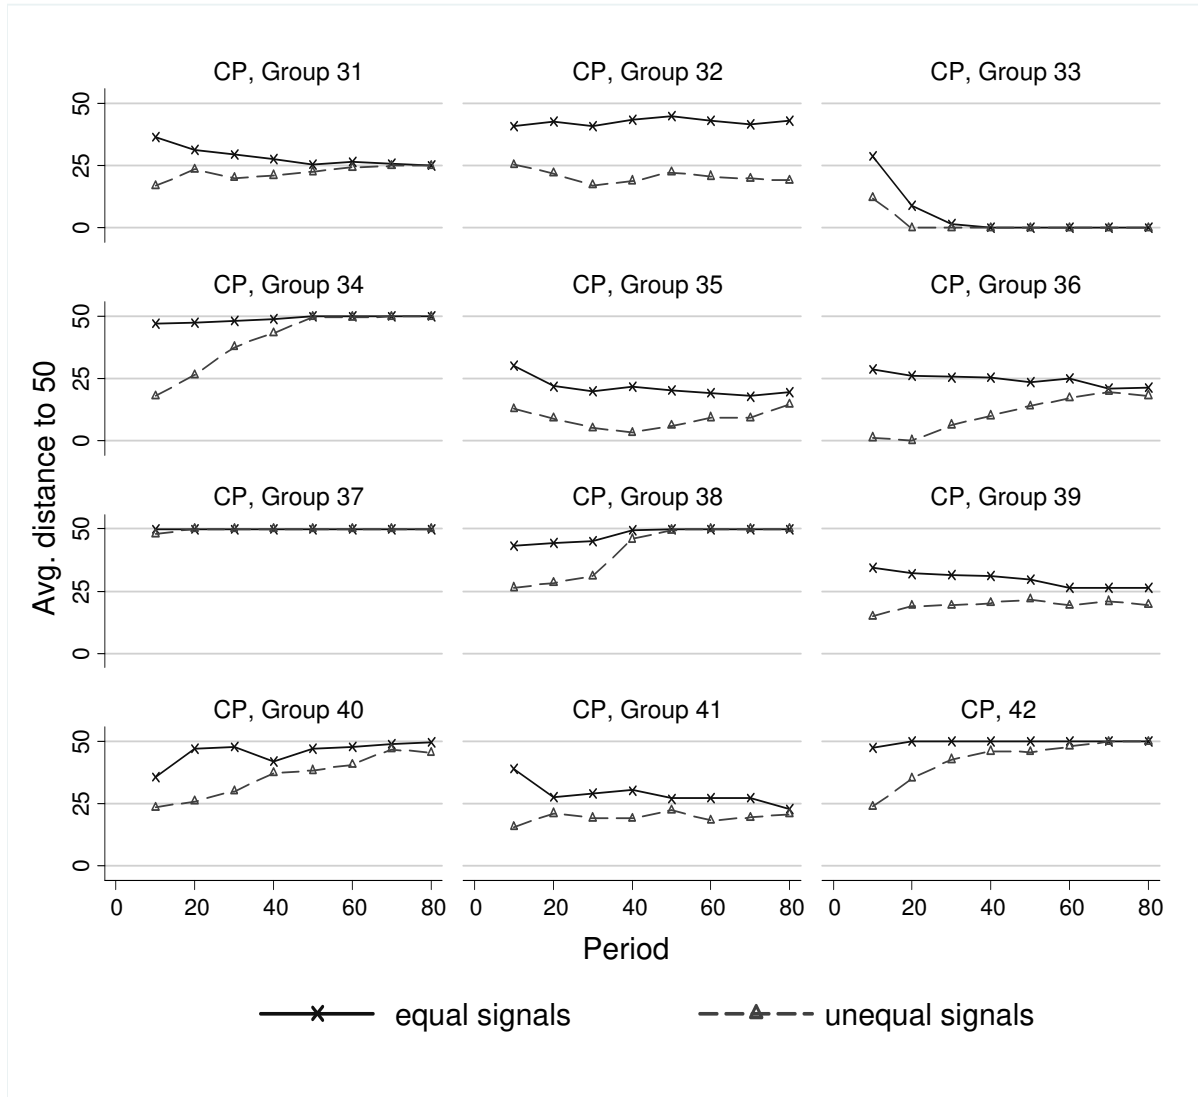 CP, Group 31 CP, Group 32 CP, Group 33
50
25
0
CP, Group 34 CP, Group 35 CP, Group 36
50
25
0
CP, Group 37 CP, Group 38 CP, Group 39
50
25
0
CP, Group 40 CP, Group 41 CP, 42
50
25
0
0 20 40 60 80 0 20 40 60 80 0 20 40 60 80
Avg. distance to 50
Period
equal signals unequal signals